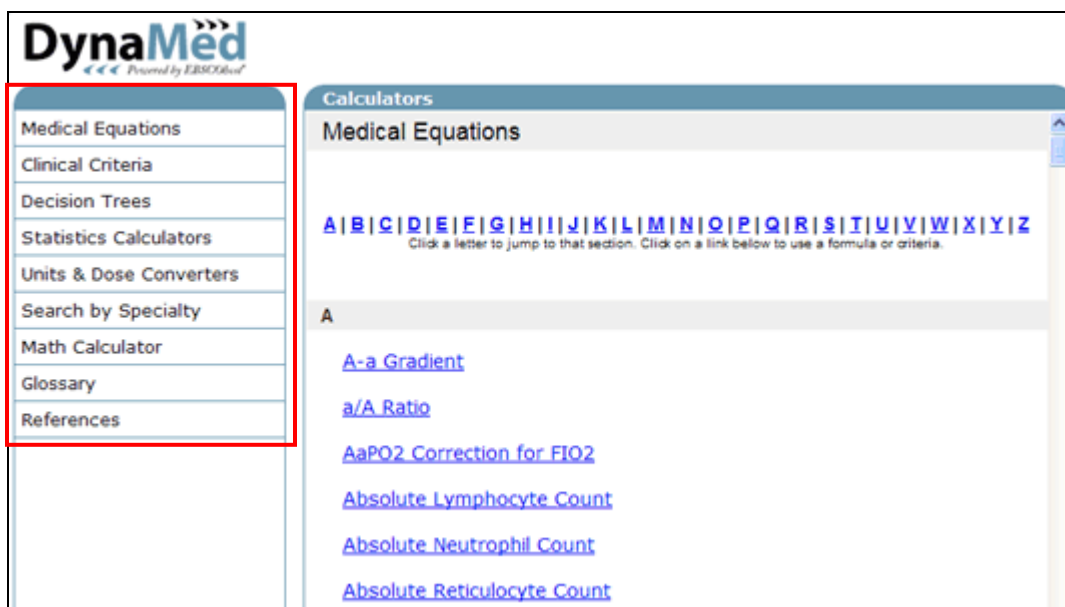 DynaMed
Powered by EBSCOhost
Medical Equations
Clinical Criteria
Decision Trees
Statistics Calculators
Units & Dose Converters
Search by Specialty
Math Calculator
Glossary
References
Calculators
Medical Equations
A | B | C | D | E | F | G | H | I | J | K | L | M | N | O | P | Q | R | S | T | U | V | W | X | Y | Z
Click a letter to jump to that section. Click on a link below to use a formula or criteria.
A
A-a Gradient
a/A Ratio
AaPO2 Correction for FIO2
Absolute Lymphocyte Count
Absolute Neutrophil Count
Absolute Reticulocyte Count